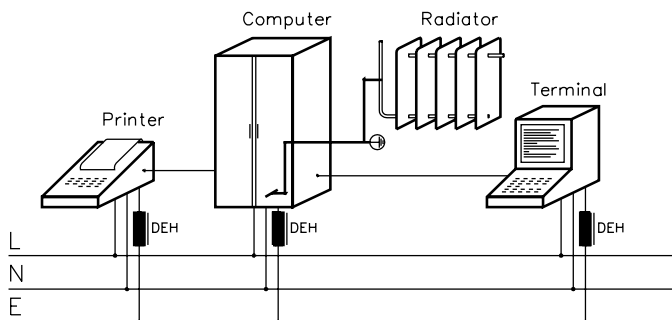 Computer
Radiator
Terminal
Printer
DEH
DEH
DEH
L
N
E